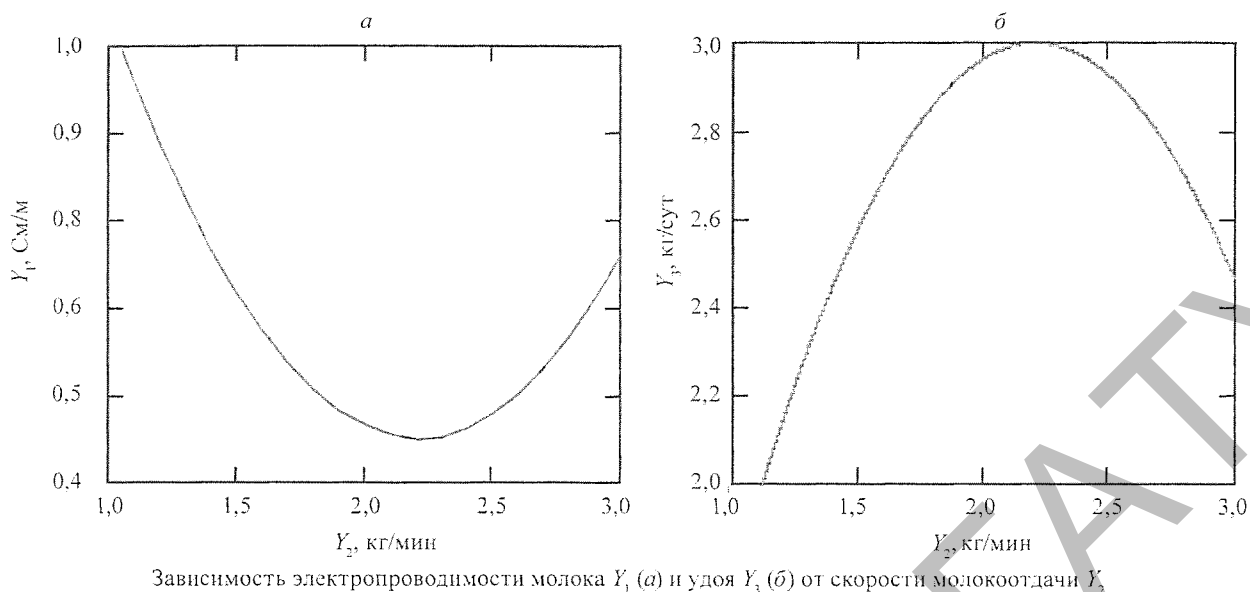 а
1,0
0,9
0,8
0,6
0,5
0,4
1,0 1,5 2,0 2,5 3,0
Y₁, См/м
Y₂, кг/мин
б
3,0
2,8
2,6
2,4
2,2
2,0
1,0 1,5 2,0 2,5 3,0
Y₃, кг/сут
Y₂, кг/мин
Зависимость электропроводимости молока Y₁ (а) и удоя Y₃ (б) от скорости молокоотдачи Y₂